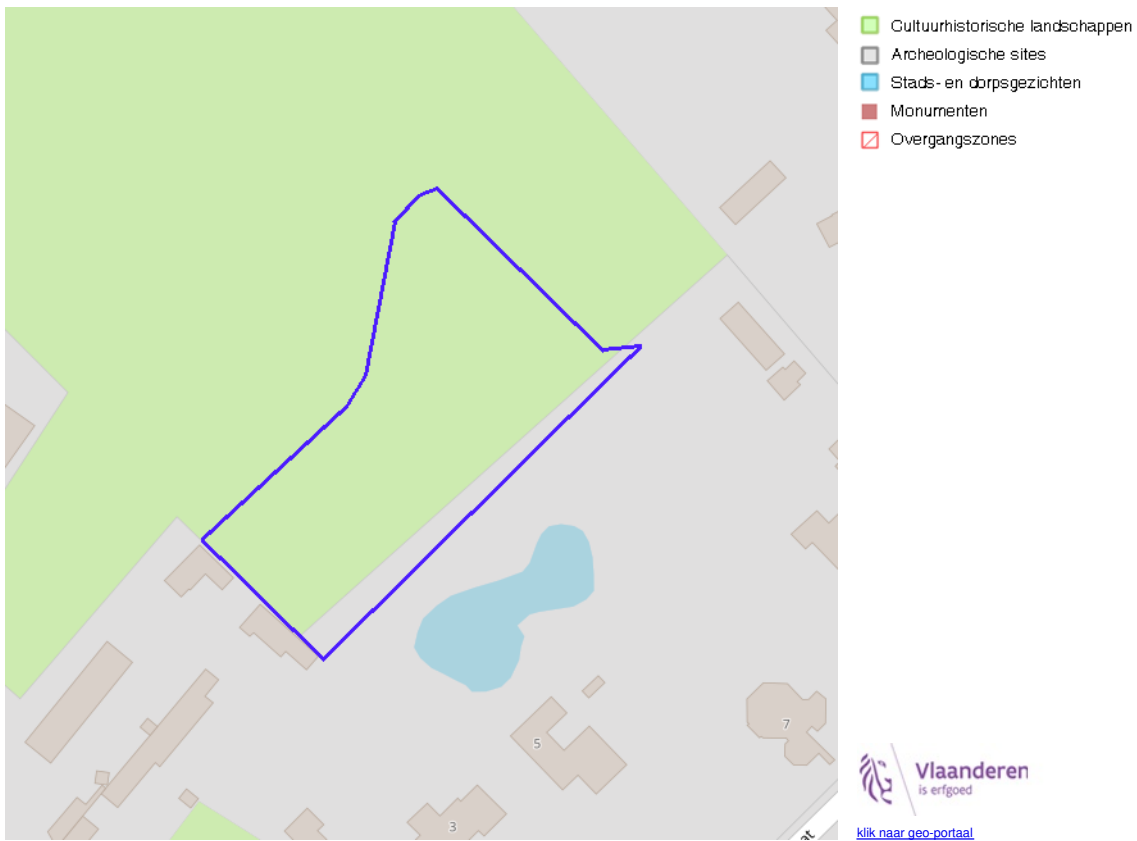 Cultuurhistorische landschappen
Archeologische sites
Stads- en dorpsgezichten
Monumenten
Overgangszones
5
7
3
at
Vlaanderen
is erfgoed
klik naar geo-portaal